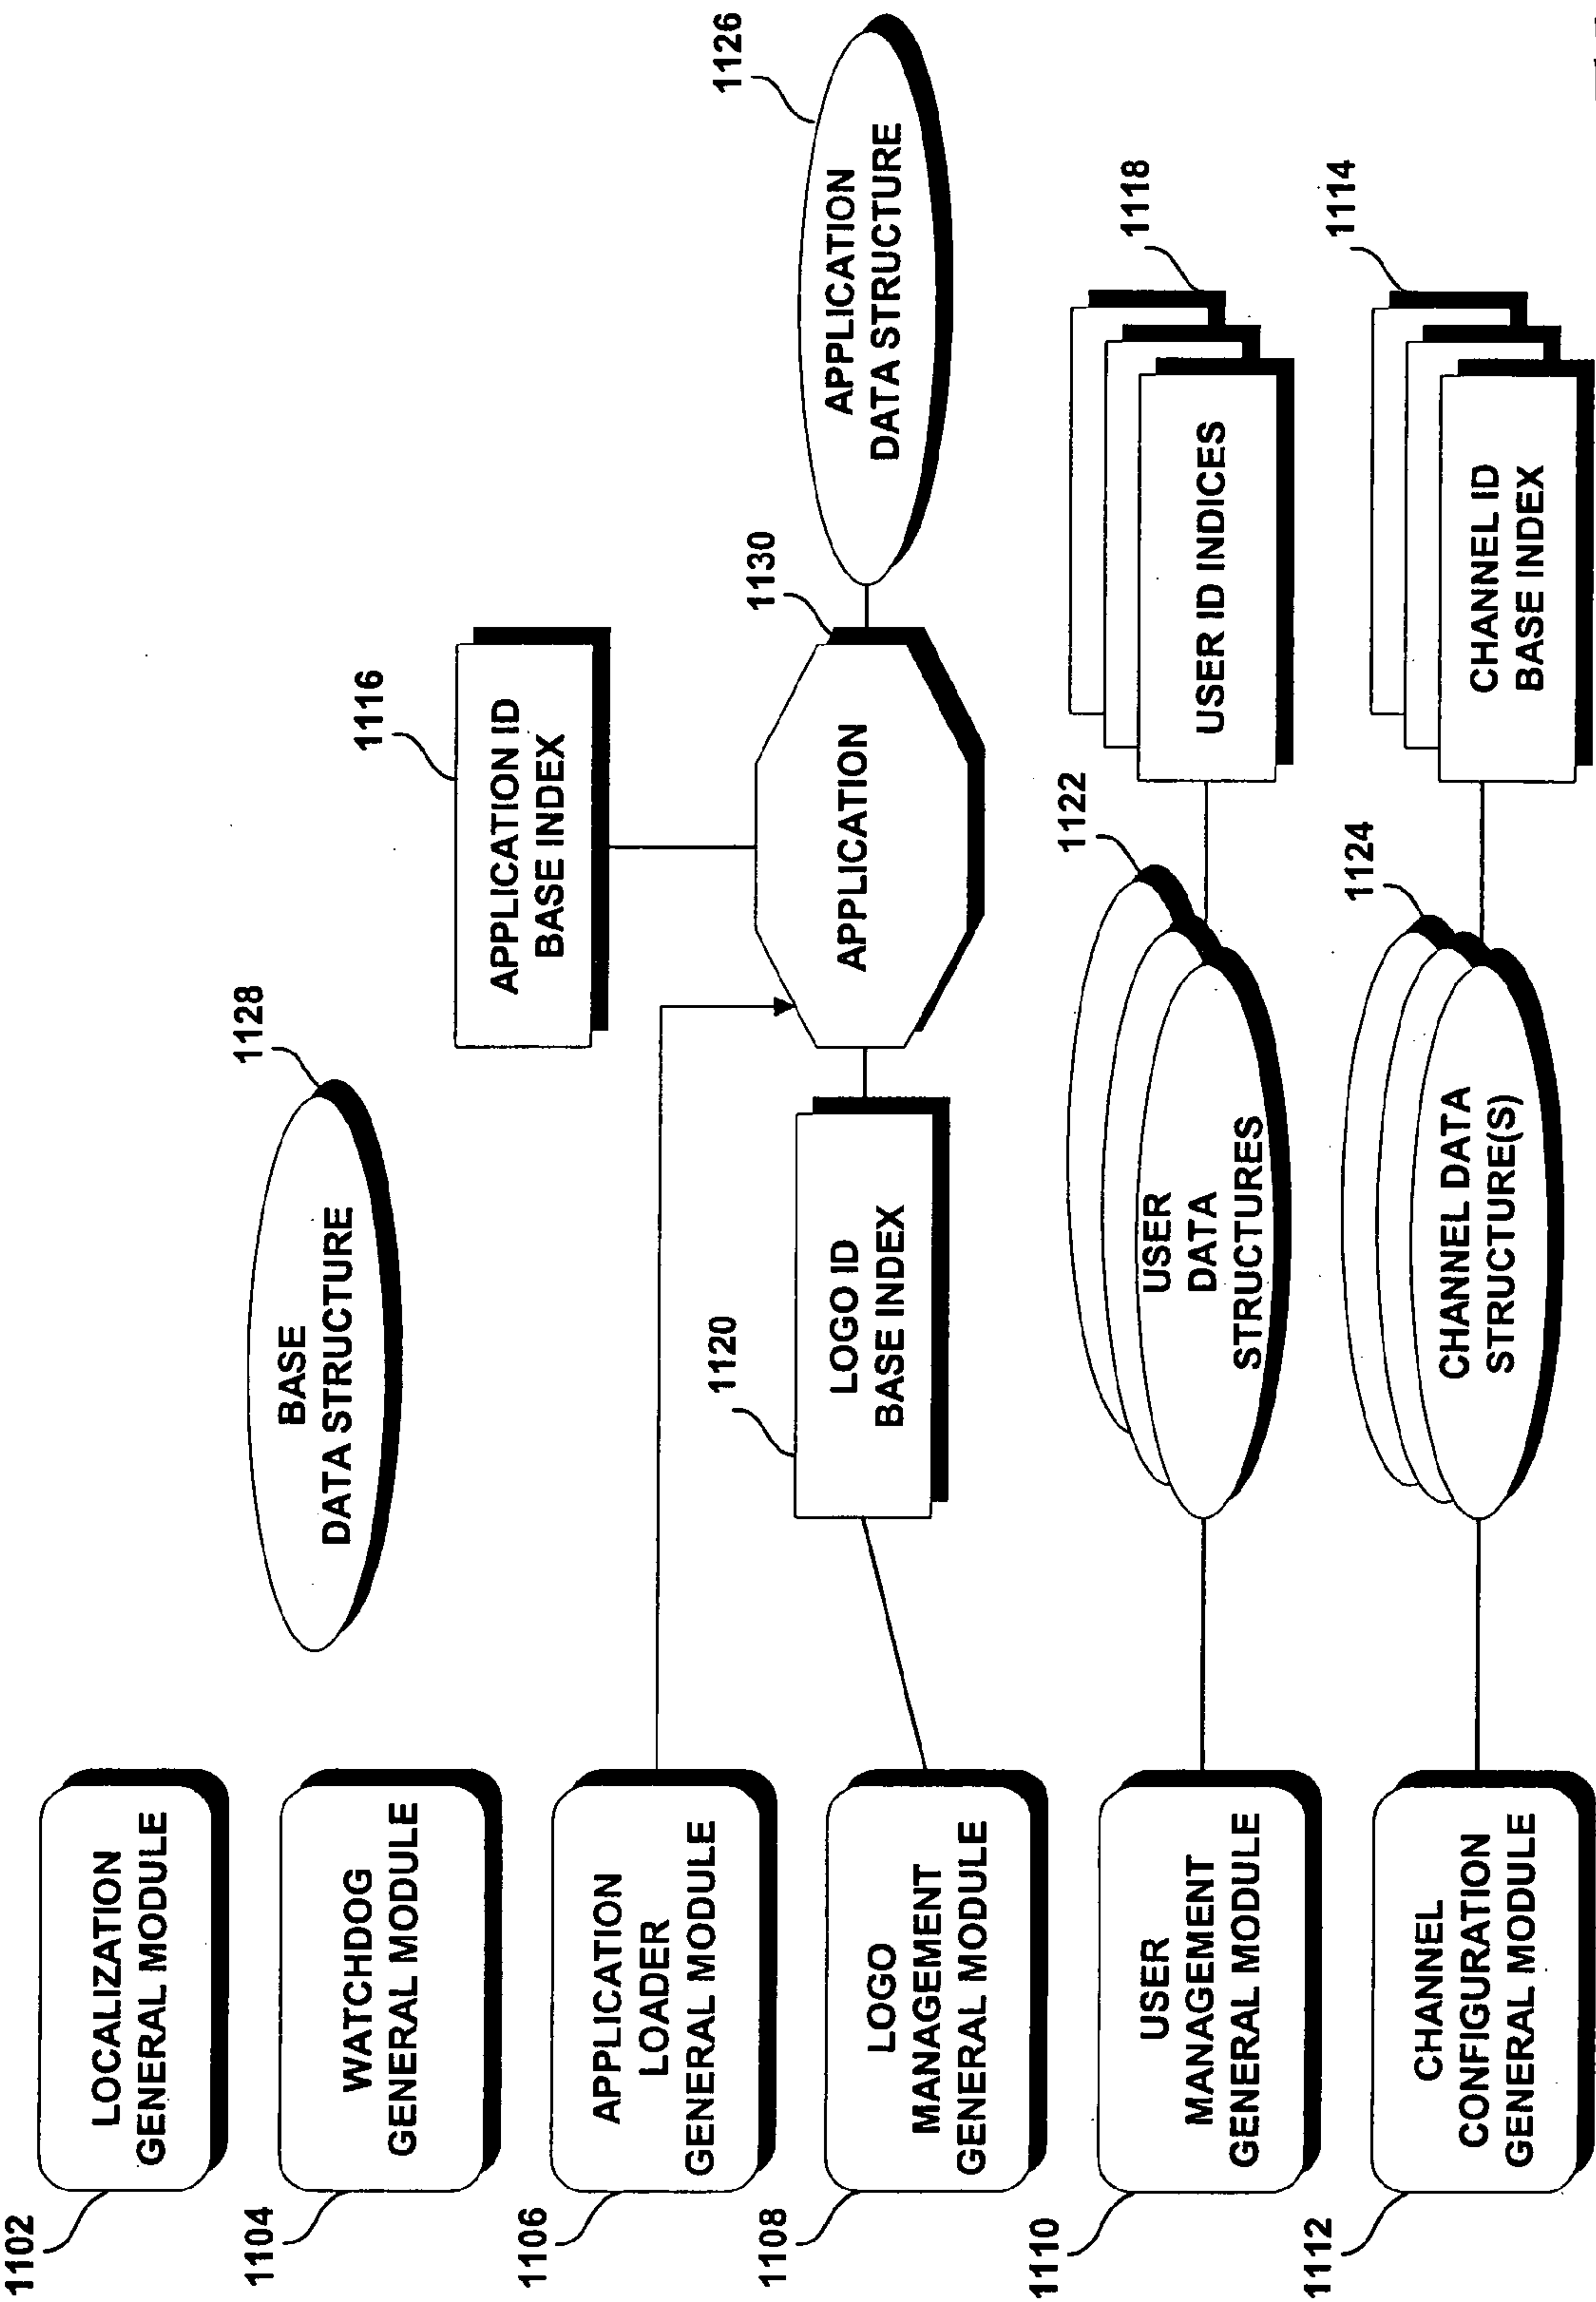 1102
LOCALIZATION
GENERAL MODULE
1104
WATCHDOG
GENERAL MODULE
1106
APPLICATION
LOADER
GENERAL MODULE
1108
LOGO
MANAGEMENT
GENERAL MODULE
1110
USER
MANAGEMENT
GENERAL MODULE
1112
CHANNEL
CONFIGURATION
GENERAL MODULE
1128
BASE
DATA STRUCTURE
1120
LOGO ID
BASE INDEX
1122
USER
DATA
STRUCTURES
1124
CHANNEL DATA
STRUCTURE(S)
1116
APPLICATION ID
BASE INDEX
1130
APPLICATION
1126
APPLICATION
DATA STRUCTURE
1118
USER ID INDICES
1114
CHANNEL ID
BASE INDEX